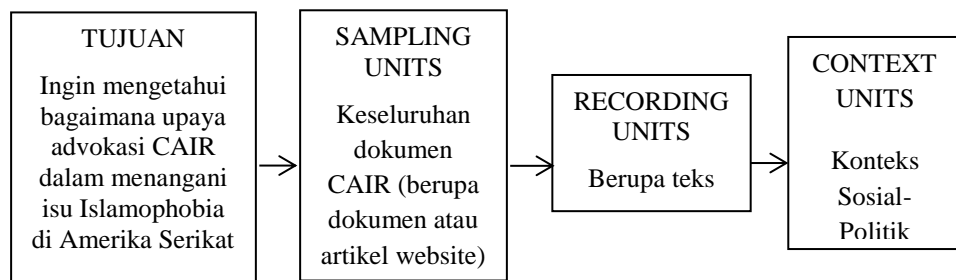 TUJUAN
Ingin mengetahui
bagaimana upaya
advokasi CAIR
dalam menangani
isu Islamophobia
di Amerika Serikat
SAMPLING
UNITS
Keseluruhan
dokumen
CAIR (berupa
dokumen atau
artikel website)
RECORDING
UNITS
Berupa teks
CONTEXT
UNITS
Konteks
Sosial-
Politik